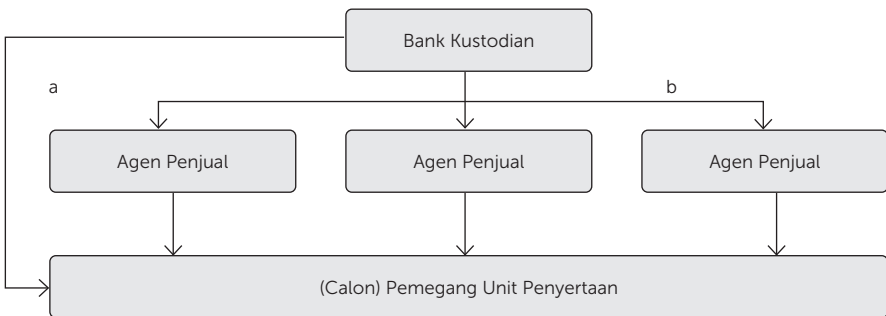 Bank Kustodian
a
b
Agen Penjual
Agen Penjual
Agen Penjual
(Calon) Pemegang Unit Penyertaan